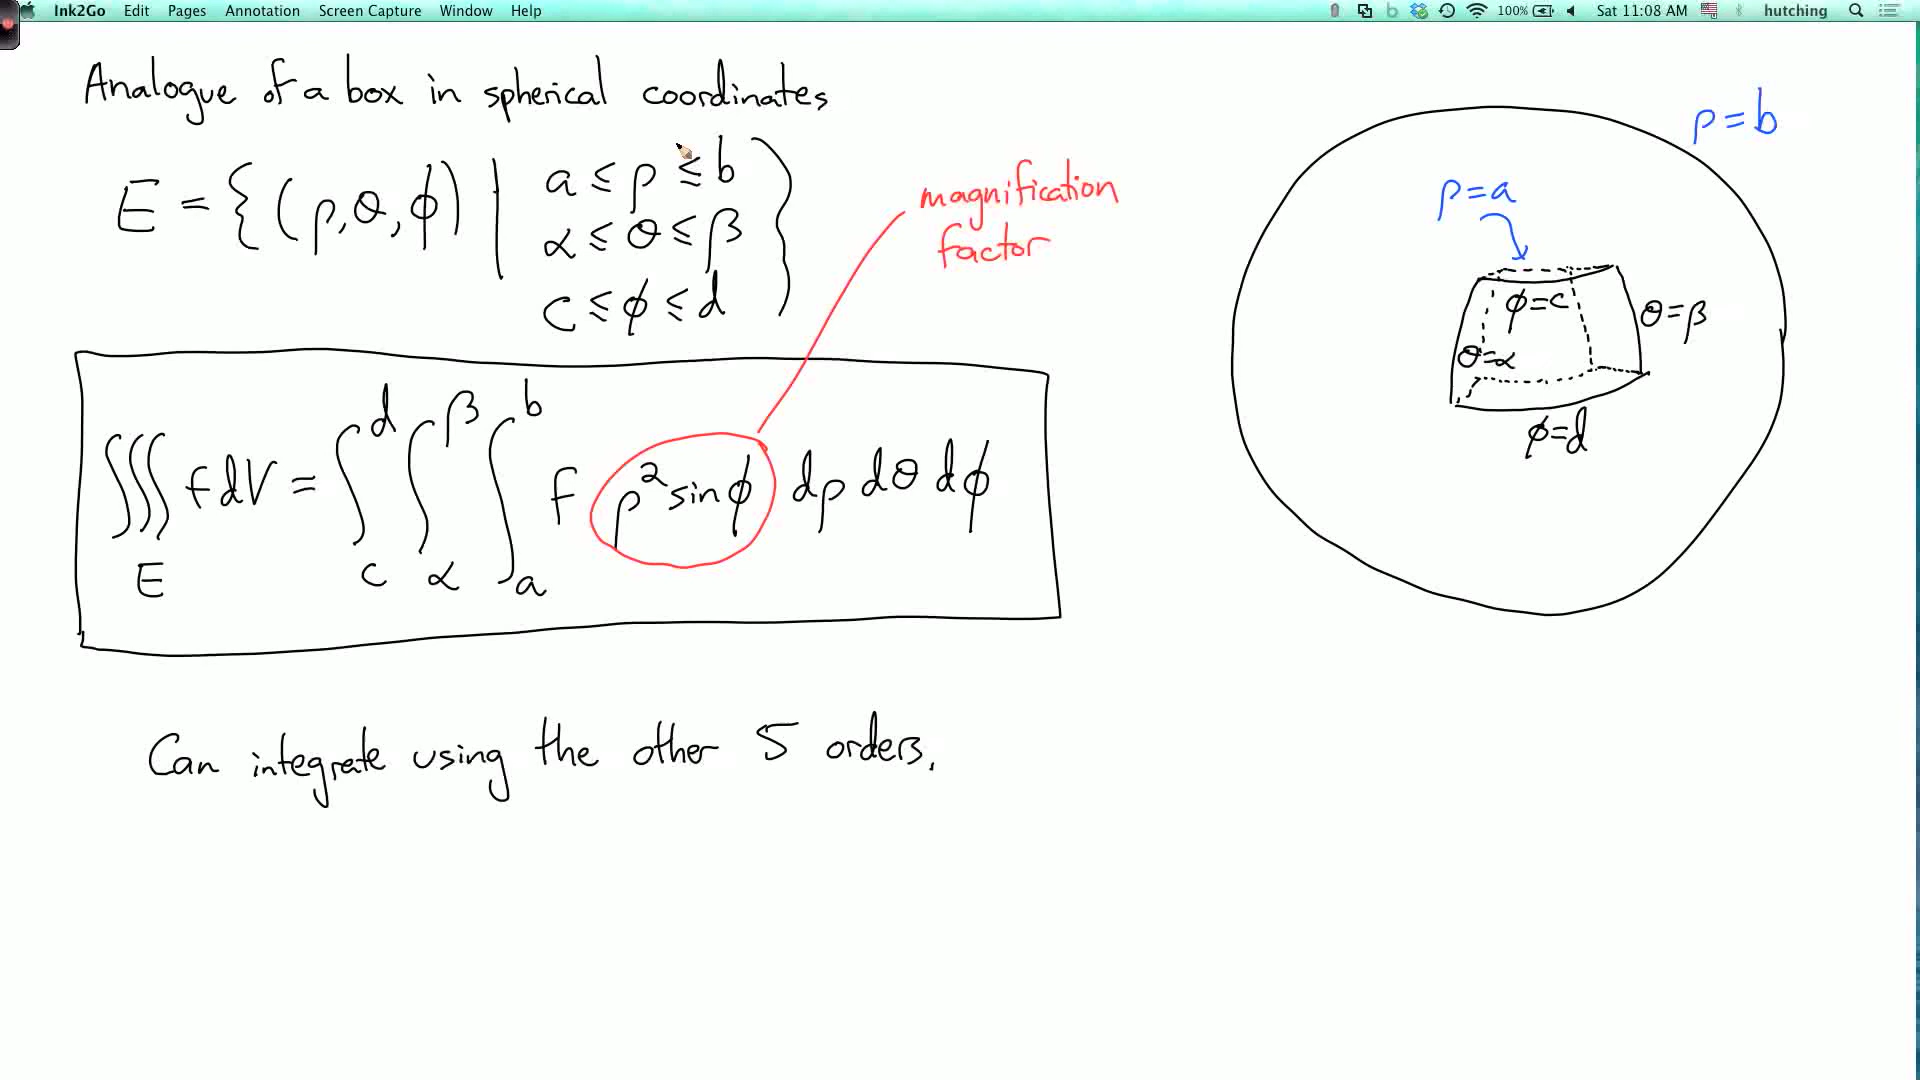 Ink2Go Edit Pages Annotation Screen Capture Window Help 100% Sat 11:08 AM hutching
Analogue of a box in spherical coordinates
E = {(ρ,θ,ϕ) | a ≤ ρ ≤ b
α ≤ θ ≤ β
c ≤ ϕ ≤ d}
magnification
factor
∭_E f dV = ∫_c^d ∫_α^β ∫_a^b f ρ² sin ϕ dρ dθ dϕ
Can integrate using the other 5 orders.
ρ=b
ρ=a
ϕ=c
θ=β
θ=α
ϕ=d